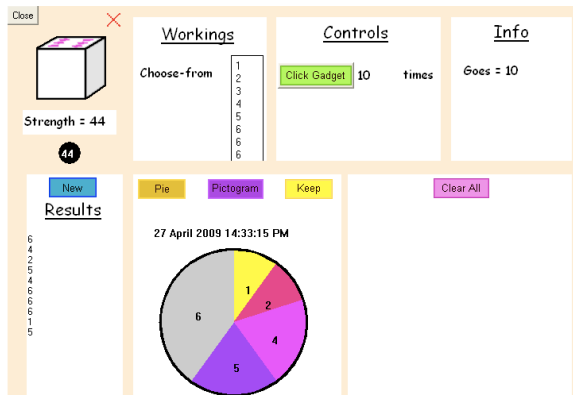 Close
Strength = 44
44
Workings
Choose-from
1
2
3
4
5
6
6
6
Controls
Click Gadget 10 times
Info
Goes = 10
New
Results
6
4
2
5
4
6
6
6
1
5
Pie Pictogram Keep
27 April 2009 14:33:15 PM
1
2
6
4
5
Clear All